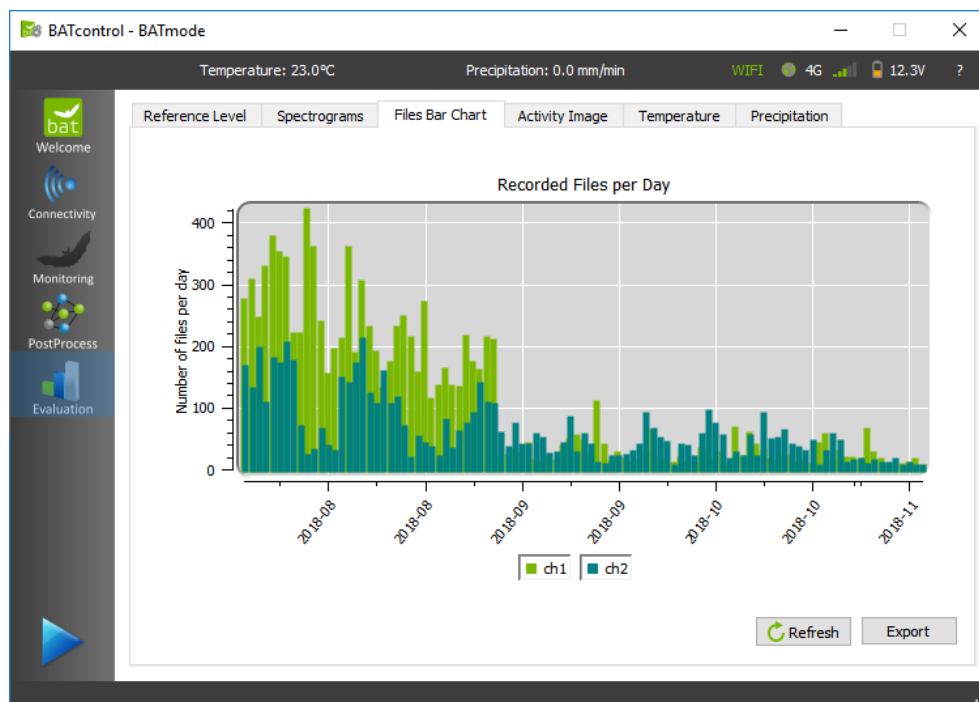 BATcontrol - BATmode
Temperature: 23.0°C Precipitation: 0.0 mm/min WIFI 4G 12.3V ?
bat
Welcome
Connectivity
Monitoring
PostProcess
Evaluation
Reference Level Spectrograms Files Bar Chart Activity Image Temperature Precipitation
Recorded Files per Day
Number of files per day
400
300
200
100
0
2018-08 2018-08 2018-09 2018-09 2018-10 2018-10 2018-11
ch1 ch2
Refresh Export